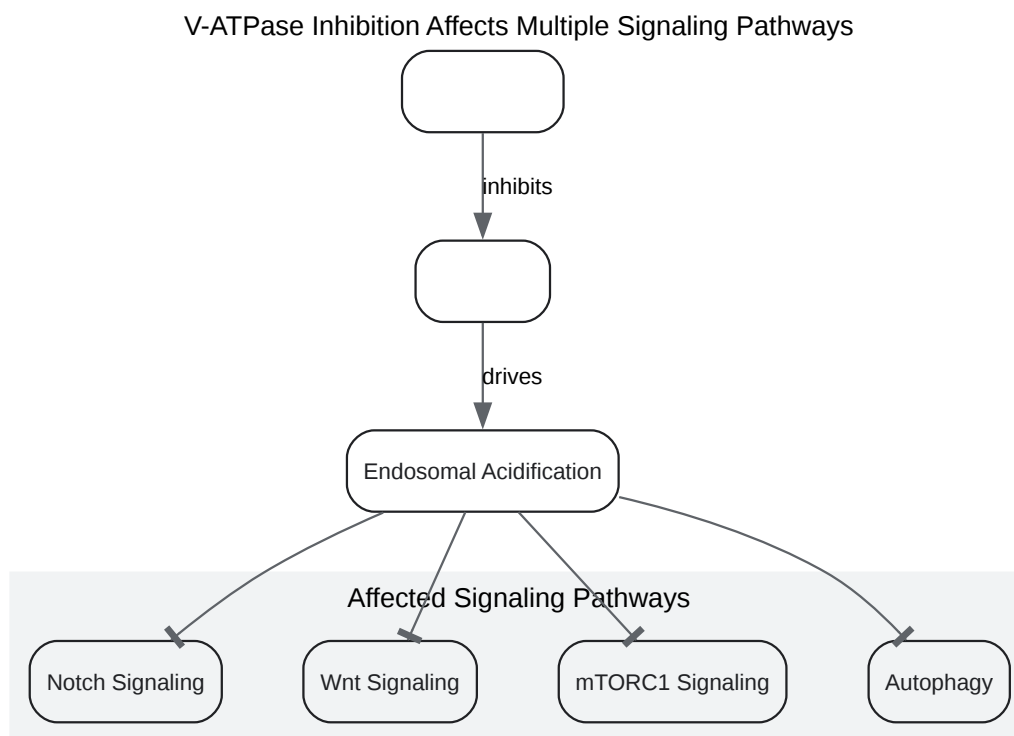 V-ATPase Inhibition Affects Multiple Signaling Pathways
inhibits
drives
Endosomal Acidification
Affected Signaling Pathways
Notch Signaling
Wnt Signaling
mTORC1 Signaling
Autophagy